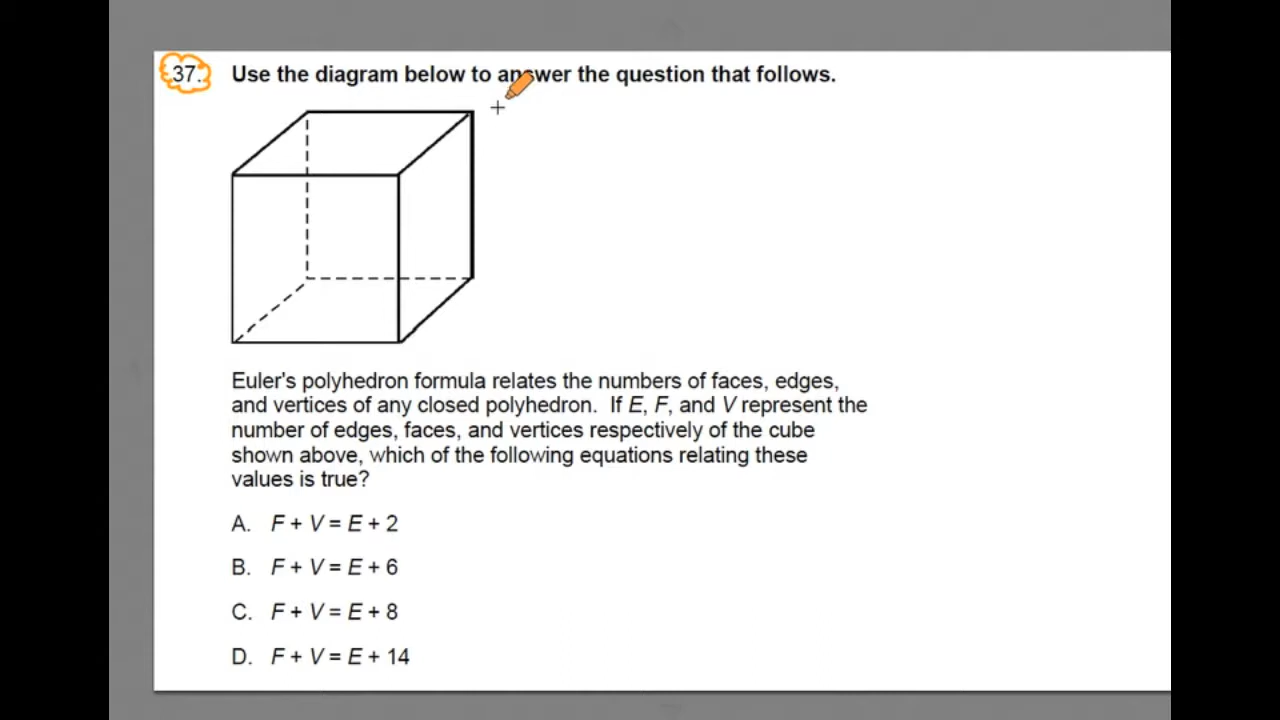 37. Use the diagram below to answer the question that follows.
Euler's polyhedron formula relates the numbers of faces, edges,
and vertices of any closed polyhedron. If E, F, and V represent the
number of edges, faces, and vertices respectively of the cube
shown above, which of the following equations relating these
values is true?
A. F + V = E + 2
B. F + V = E + 6
C. F + V = E + 8
D. F + V = E + 14